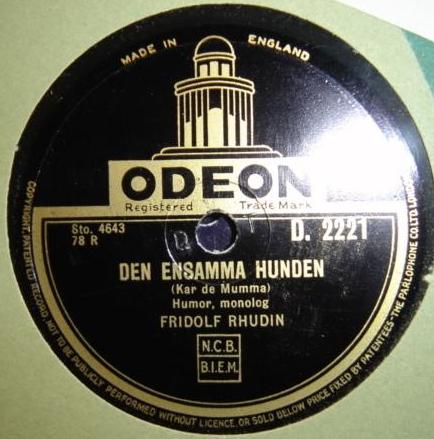 MADE IN ENGLAND
ODEON
Registered Trade Mark
Sto. 4643
78 R
D. 2221
DEN ENSAMMA HUNDEN
(Kar de Mumma)
Humor, monolog
FRIDOLF RHUDIN
N.C.B.
B.I.E.M.
COPYRIGHT. PATENTED RECORD. NOT TO BE PUBLICLY PERFORMED WITHOUT LICENCE. OR SOLD BELOW PRICE FIXED BY PATENTEES-THE PARLOPHONE CO. LTD. LONDON